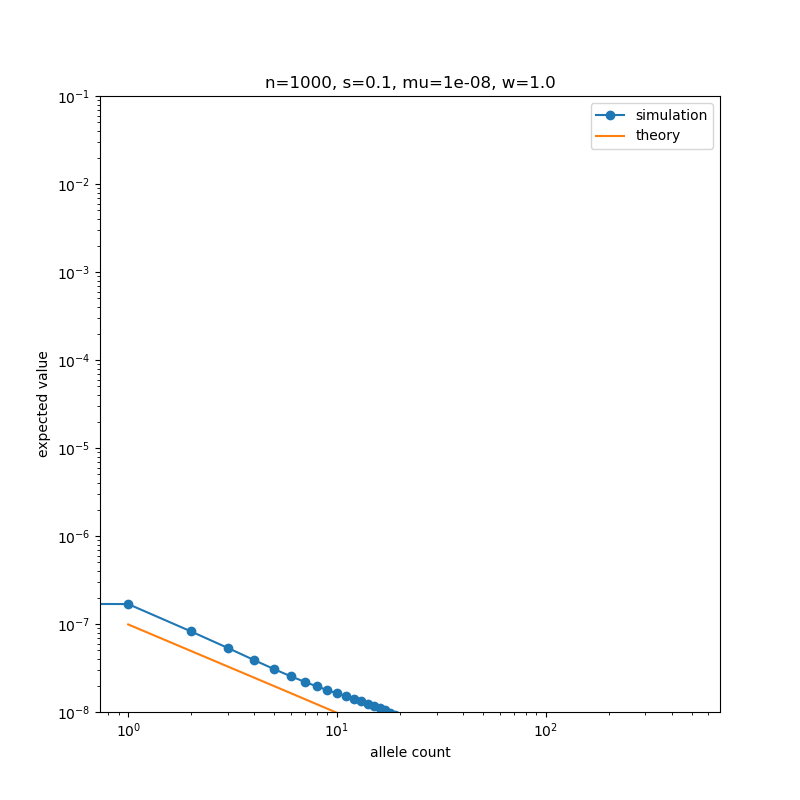 n=1000, s=0.1, mu=1e-08, w=1.0
simulation
theory
expected value
10⁻¹
10⁻²
10⁻³
10⁻⁴
10⁻⁵
10⁻⁶
10⁻⁷
10⁻⁸
10⁰ 10¹ 10²
allele count